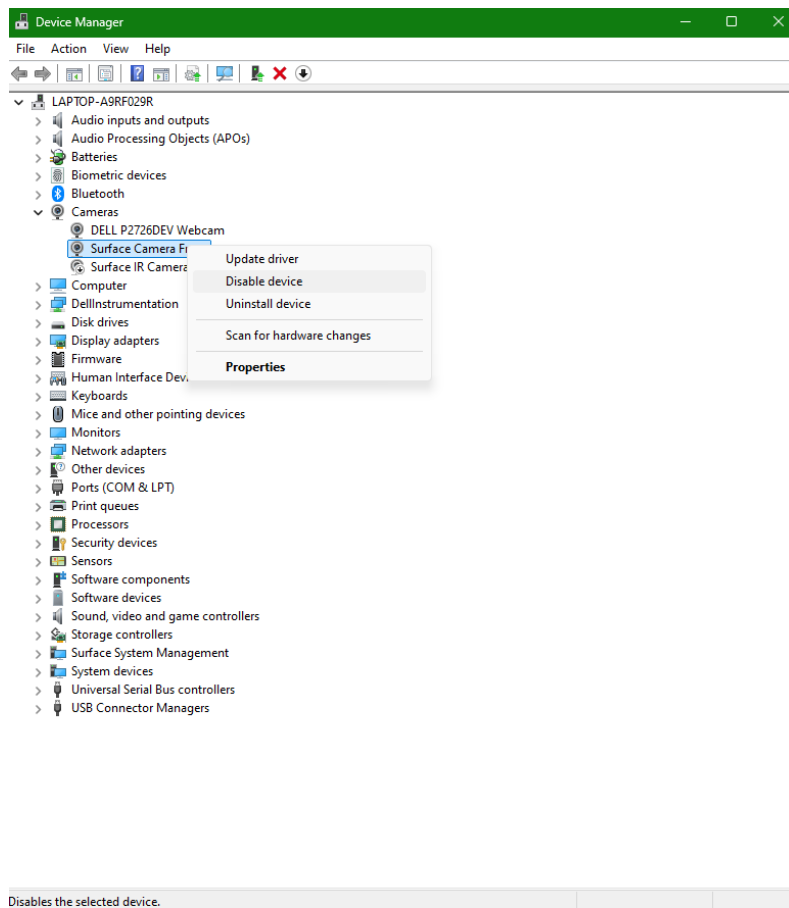 Device Manager
File Action View Help
LAPTOP-A9RF029R
Audio inputs and outputs
Audio Processing Objects (APOs)
Batteries
Biometric devices
Bluetooth
Cameras
DELL P2726DEV Webcam
Surface Camera
Surface IR Camera
Update driver
Disable device
Uninstall device
Scan for hardware changes
Properties
Computer
DellInstrumentation
Disk drives
Display adapters
Firmware
Human Interface
Keyboards
Mice and other pointing devices
Monitors
Network adapters
Other devices
Ports (COM & LPT)
Print queues
Processors
Security devices
Sensors
Software components
Software devices
Sound, video and game controllers
Storage controllers
Surface System Management
System devices
Universal Serial Bus controllers
USB Connector Managers
Disables the selected device.